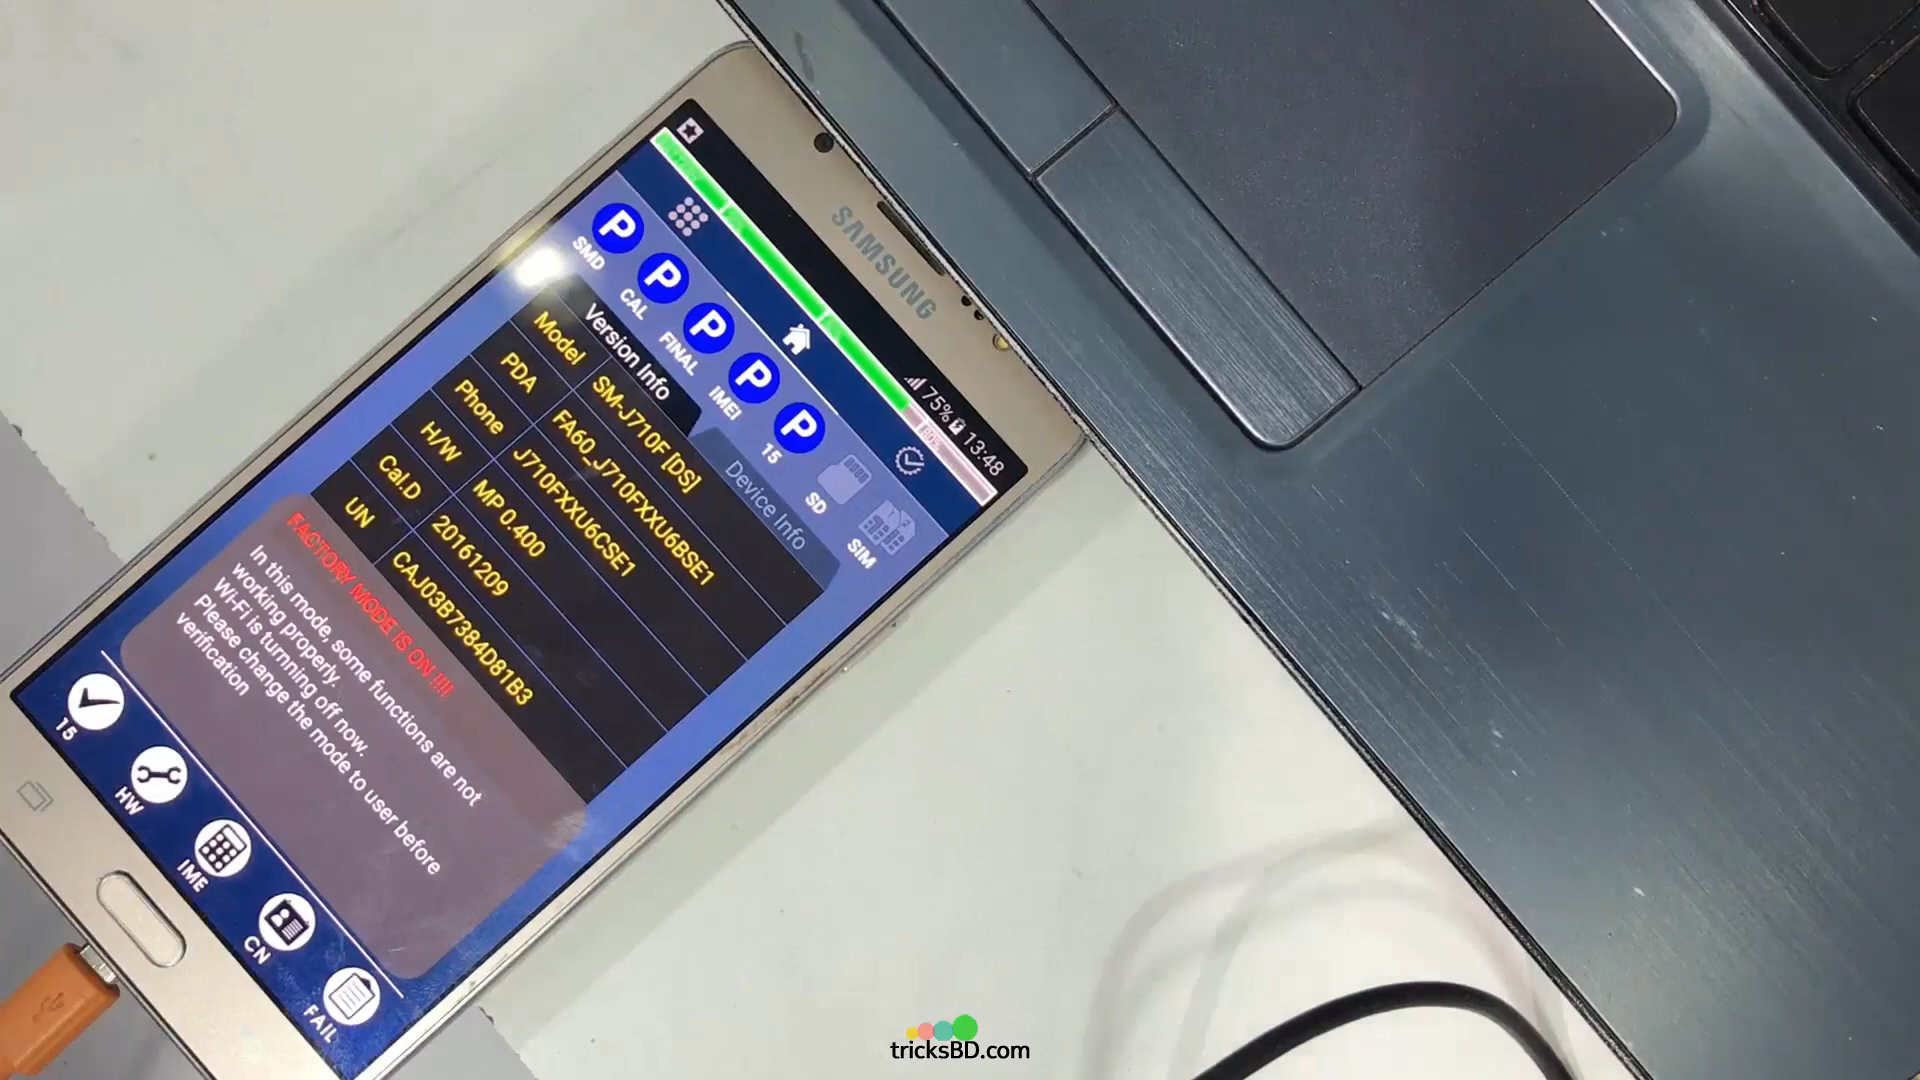 SAMSUNG
75% 13:48
80%
SMD CAL FINAL IMEI 15 SD SIM
Version Info Device Info
Model SM-J710F [DS]
PDA FA60_J710FXXU6BSE1
Phone J710FXXU6CSE1
H/W MP 0.400
Cal.D 20161209
UN CAJ03B7384D81B3
FACTORY MODE IS ON !!!!
In this mode, some functions are not
working properly.
Wi-Fi is turnning off now.
Please change the mode to user before
verification
15 HW IME CN FAIL
tricksBD.com